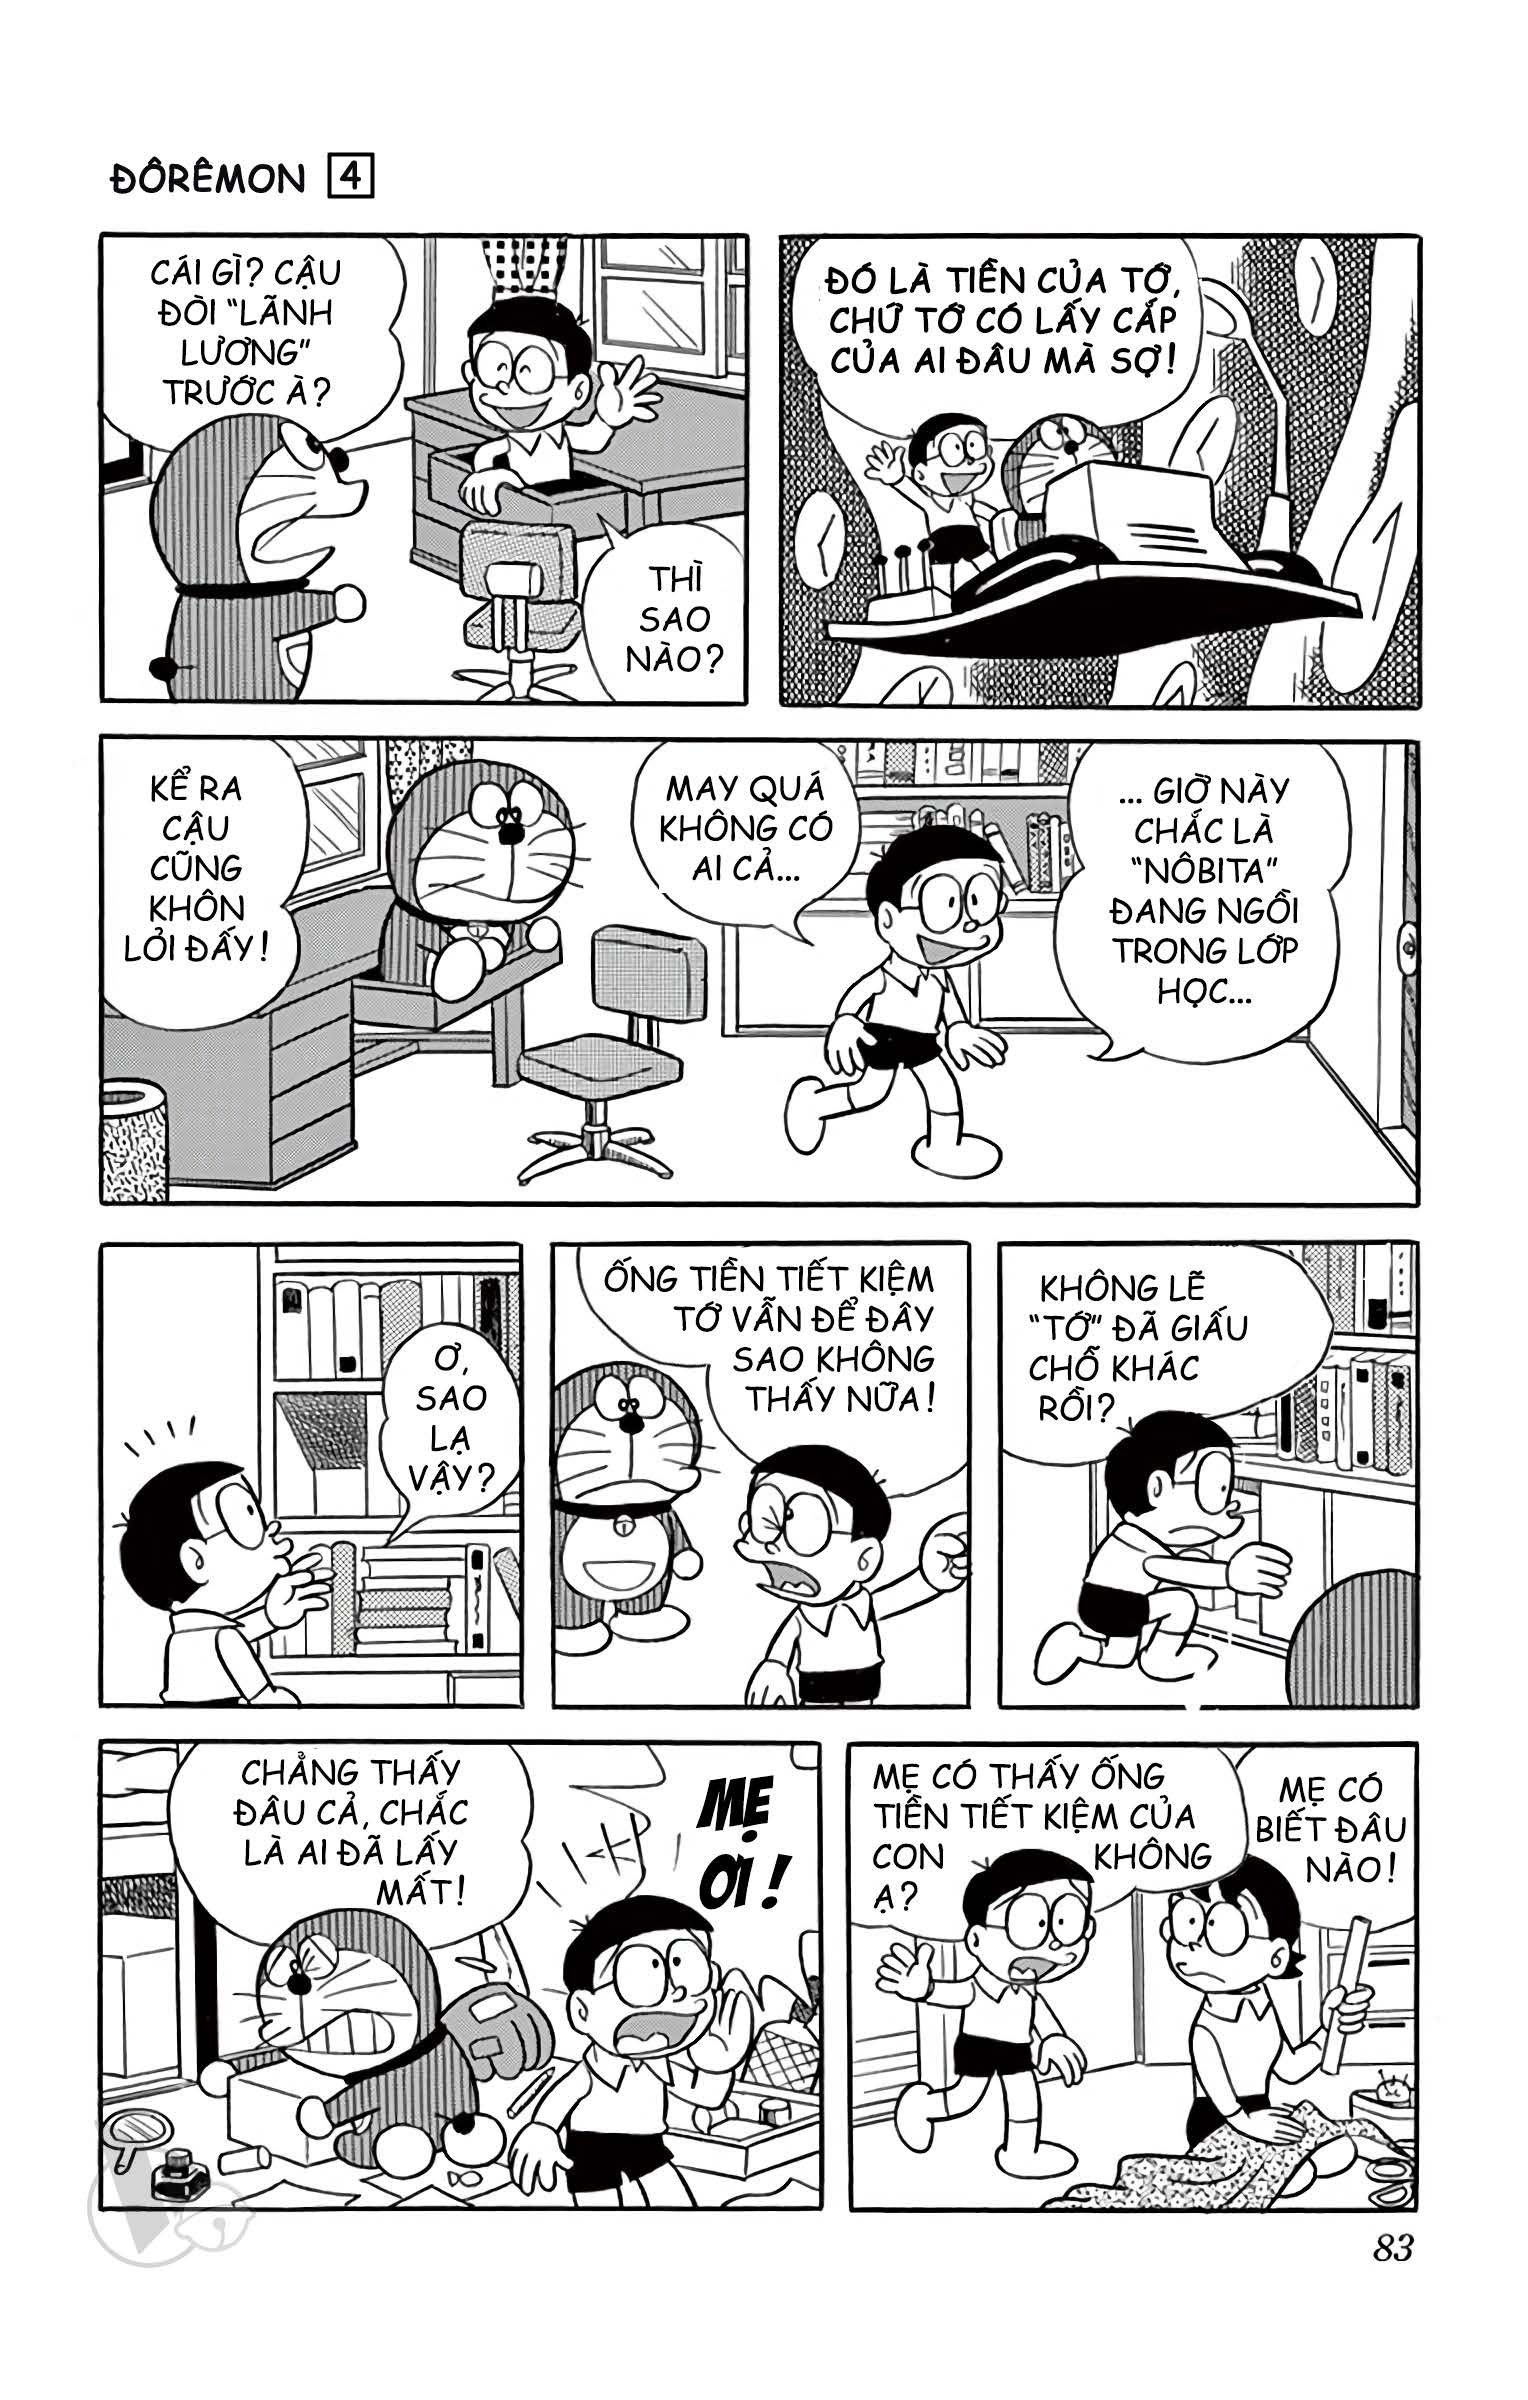 ĐÔRÊMON 4
CÁI GÌ? CẬU
ĐÒI “LÃNH
LƯƠNG”
TRƯỚC À?
THÌ
SAO
NÀO?
ĐÓ LÀ TIỀN CỦA TỚ,
CHỨ TỚ CÓ LẤY CẮP
CỦA AI ĐÂU MÀ SỢ!
KỂ RA
CẬU
CŨNG
KHÔN
LỎI ĐẤY!
MAY QUÁ
KHÔNG CÓ
AI CẢ...
... GIỜ NÀY
CHẮC LÀ
“NÔBITA”
ĐANG NGỒI
TRONG LỚP
HỌC...
Ơ,
SAO
LẠ
VẬY?
ỐNG TIỀN TIẾT KIỆM
TỚ VẪN ĐỂ ĐÂY
SAO KHÔNG
THẤY NỮA!
KHÔNG LẼ
“TỚ” ĐÃ GIẤU
CHỖ KHÁC
RỒI?
CHẲNG THẤY
ĐÂU CẢ, CHẮC
LÀ AI ĐÃ LẤY
MẤT!
MẸ
ƠI!
MẸ CÓ THẤY ỐNG
TIỀN TIẾT KIỆM CỦA
CON KHÔNG
Ạ?
MẸ CÓ
BIẾT ĐÂU
NÀO!
83